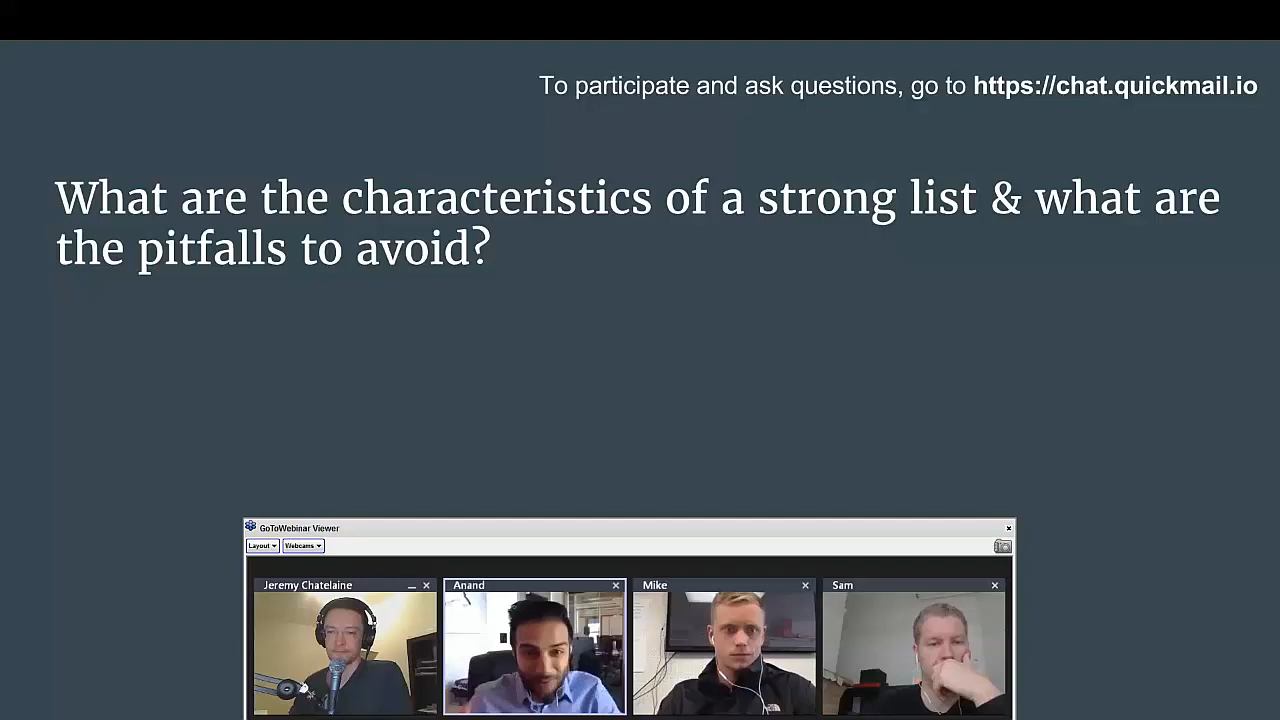 To participate and ask questions, go to https://chat.quickmail.io
What are the characteristics of a strong list & what are
the pitfalls to avoid?
GoToWebinar Viewer
Layout
Webcams
Jeremy Chatelaine
Anand
Mike
Sam